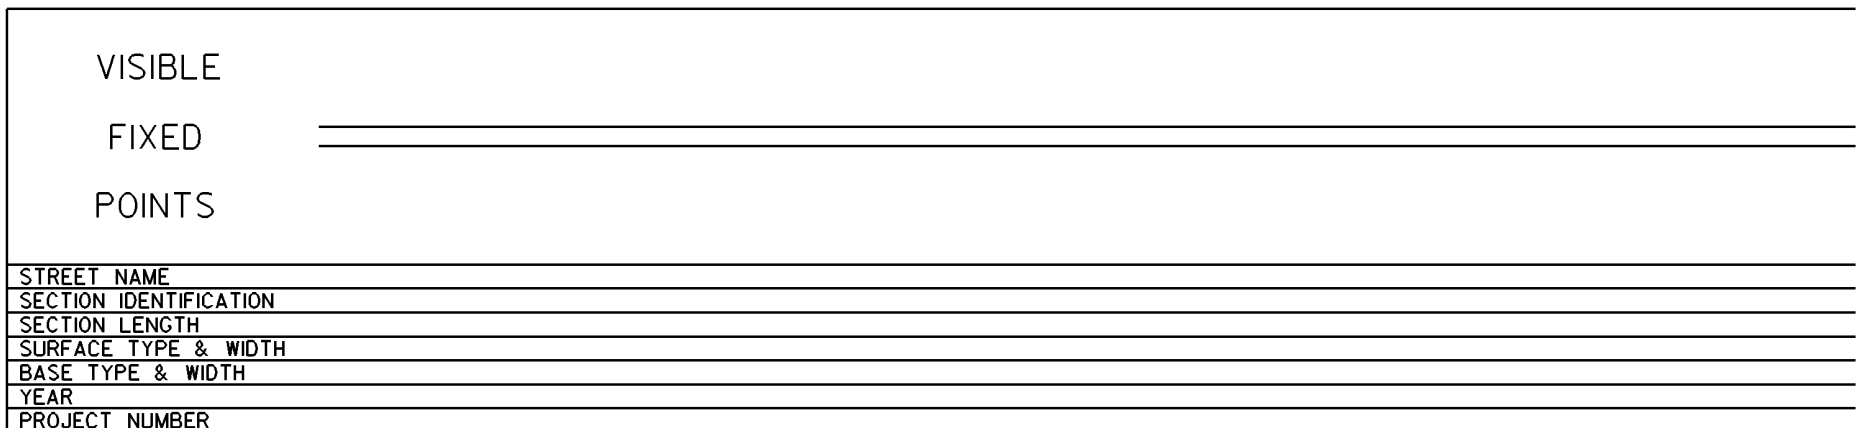 VISIBLE
FIXED
POINTS
STREET NAME
SECTION IDENTIFICATION
SECTION LENGTH
SURFACE TYPE & WIDTH
BASE TYPE & WIDTH
YEAR
PROJECT NUMBER